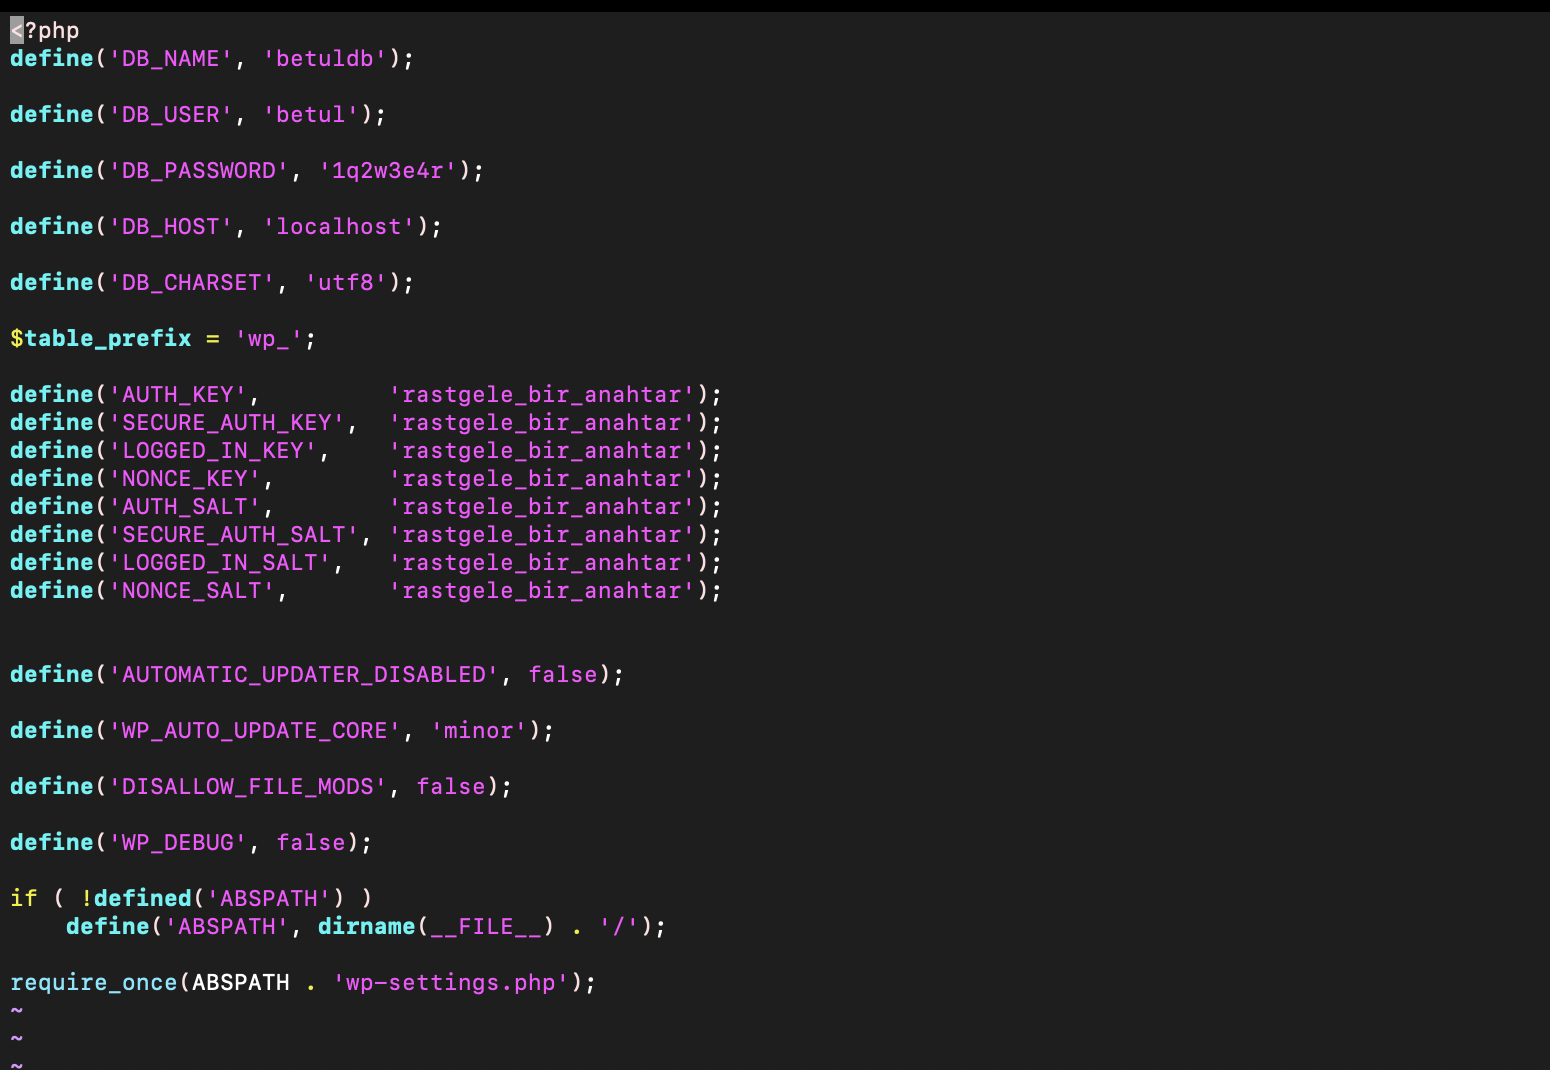 <?php
define('DB_NAME', 'betuldb');
define('DB_USER', 'betul');
define('DB_PASSWORD', '1q2w3e4r');
define('DB_HOST', 'localhost');
define('DB_CHARSET', 'utf8');
$table_prefix = 'wp_';
define('AUTH_KEY',         'rastgele_bir_anahtar');
define('SECURE_AUTH_KEY',  'rastgele_bir_anahtar');
define('LOGGED_IN_KEY',    'rastgele_bir_anahtar');
define('NONCE_KEY',        'rastgele_bir_anahtar');
define('AUTH_SALT',        'rastgele_bir_anahtar');
define('SECURE_AUTH_SALT', 'rastgele_bir_anahtar');
define('LOGGED_IN_SALT',   'rastgele_bir_anahtar');
define('NONCE_SALT',       'rastgele_bir_anahtar');
define('AUTOMATIC_UPDATER_DISABLED', false);
define('WP_AUTO_UPDATE_CORE', 'minor');
define('DISALLOW_FILE_MODS', false);
define('WP_DEBUG', false);
if ( !defined('ABSPATH') )
    define('ABSPATH', dirname(__FILE__) . '/');
require_once(ABSPATH . 'wp-settings.php');
~
~
~